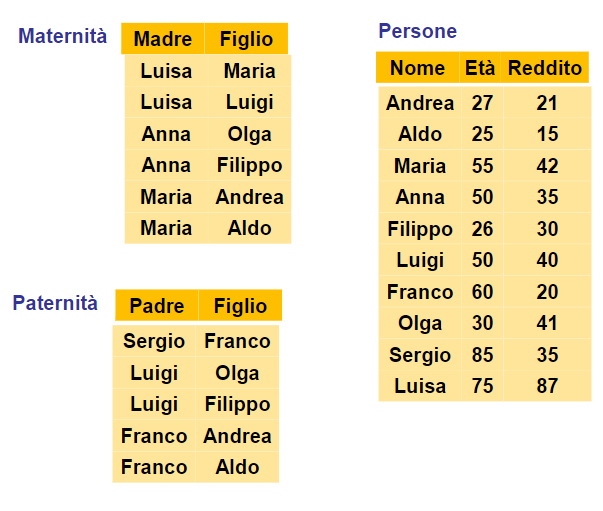 Maternità
Madre Figlio
Luisa Maria
Luisa Luigi
Anna Olga
Anna Filippo
Maria Andrea
Maria Aldo
Paternità
Padre Figlio
Sergio Franco
Luigi Olga
Luigi Filippo
Franco Andrea
Franco Aldo
Persone
Nome Età Reddito
Andrea 27 21
Aldo 25 15
Maria 55 42
Anna 50 35
Filippo 26 30
Luigi 50 40
Franco 60 20
Olga 30 41
Sergio 85 35
Luisa 75 87